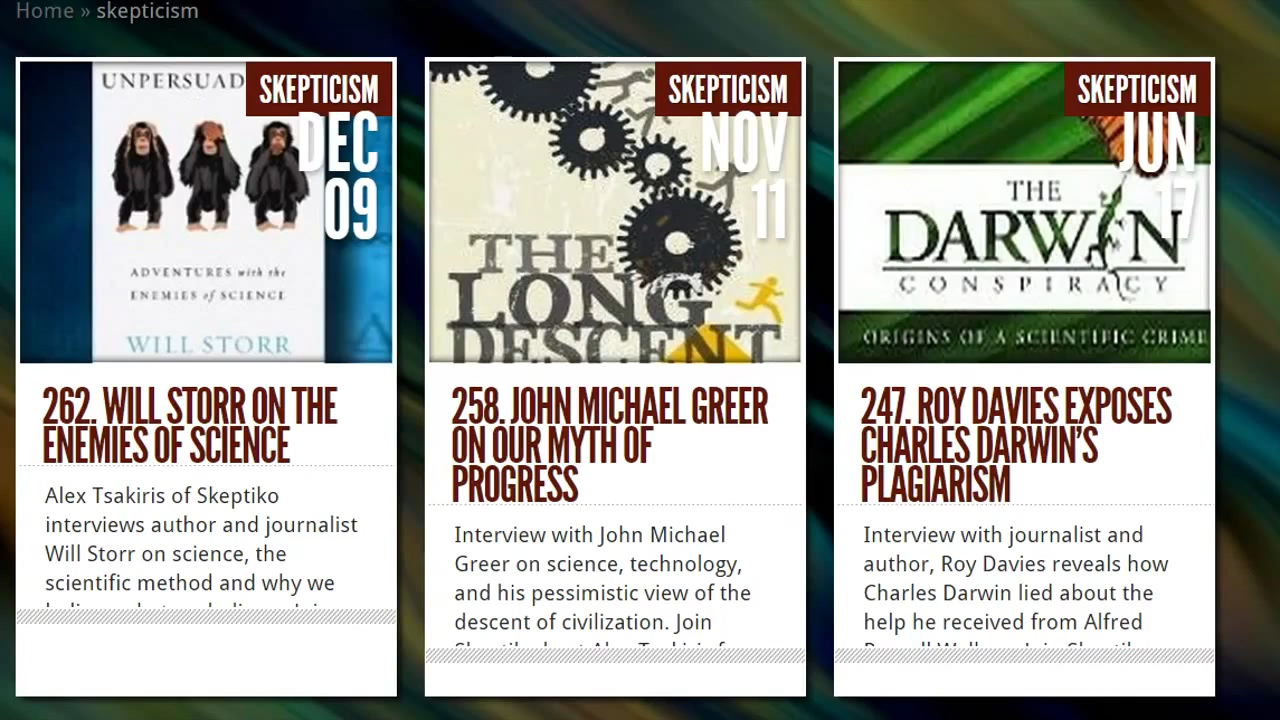 Home » skepticism
UNPERSUAD
SKEPTICISM
DEC
09
ADVENTURES with the
ENEMIES of SCIENCE
WILL STORR
262. WILL STORR ON THE
ENEMIES OF SCIENCE
Alex Tsakiris of Skeptiko
interviews author and journalist
Will Storr on science, the
scientific method and why we
SKEPTICISM
NOV
11
THE
LONG
DESCENT
258. JOHN MICHAEL GREER
ON OUR MYTH OF
PROGRESS
Interview with John Michael
Greer on science, technology,
and his pessimistic view of the
descent of civilization. Join
SKEPTICISM
JUN
17
THE
DARWIN
CONSPIRACY
ORIGINS OF A SCIENTIFIC CRIME
247. ROY DAVIES EXPOSES
CHARLES DARWIN'S
PLAGIARISM
Interview with journalist and
author, Roy Davies reveals how
Charles Darwin lied about the
help he received from Alfred